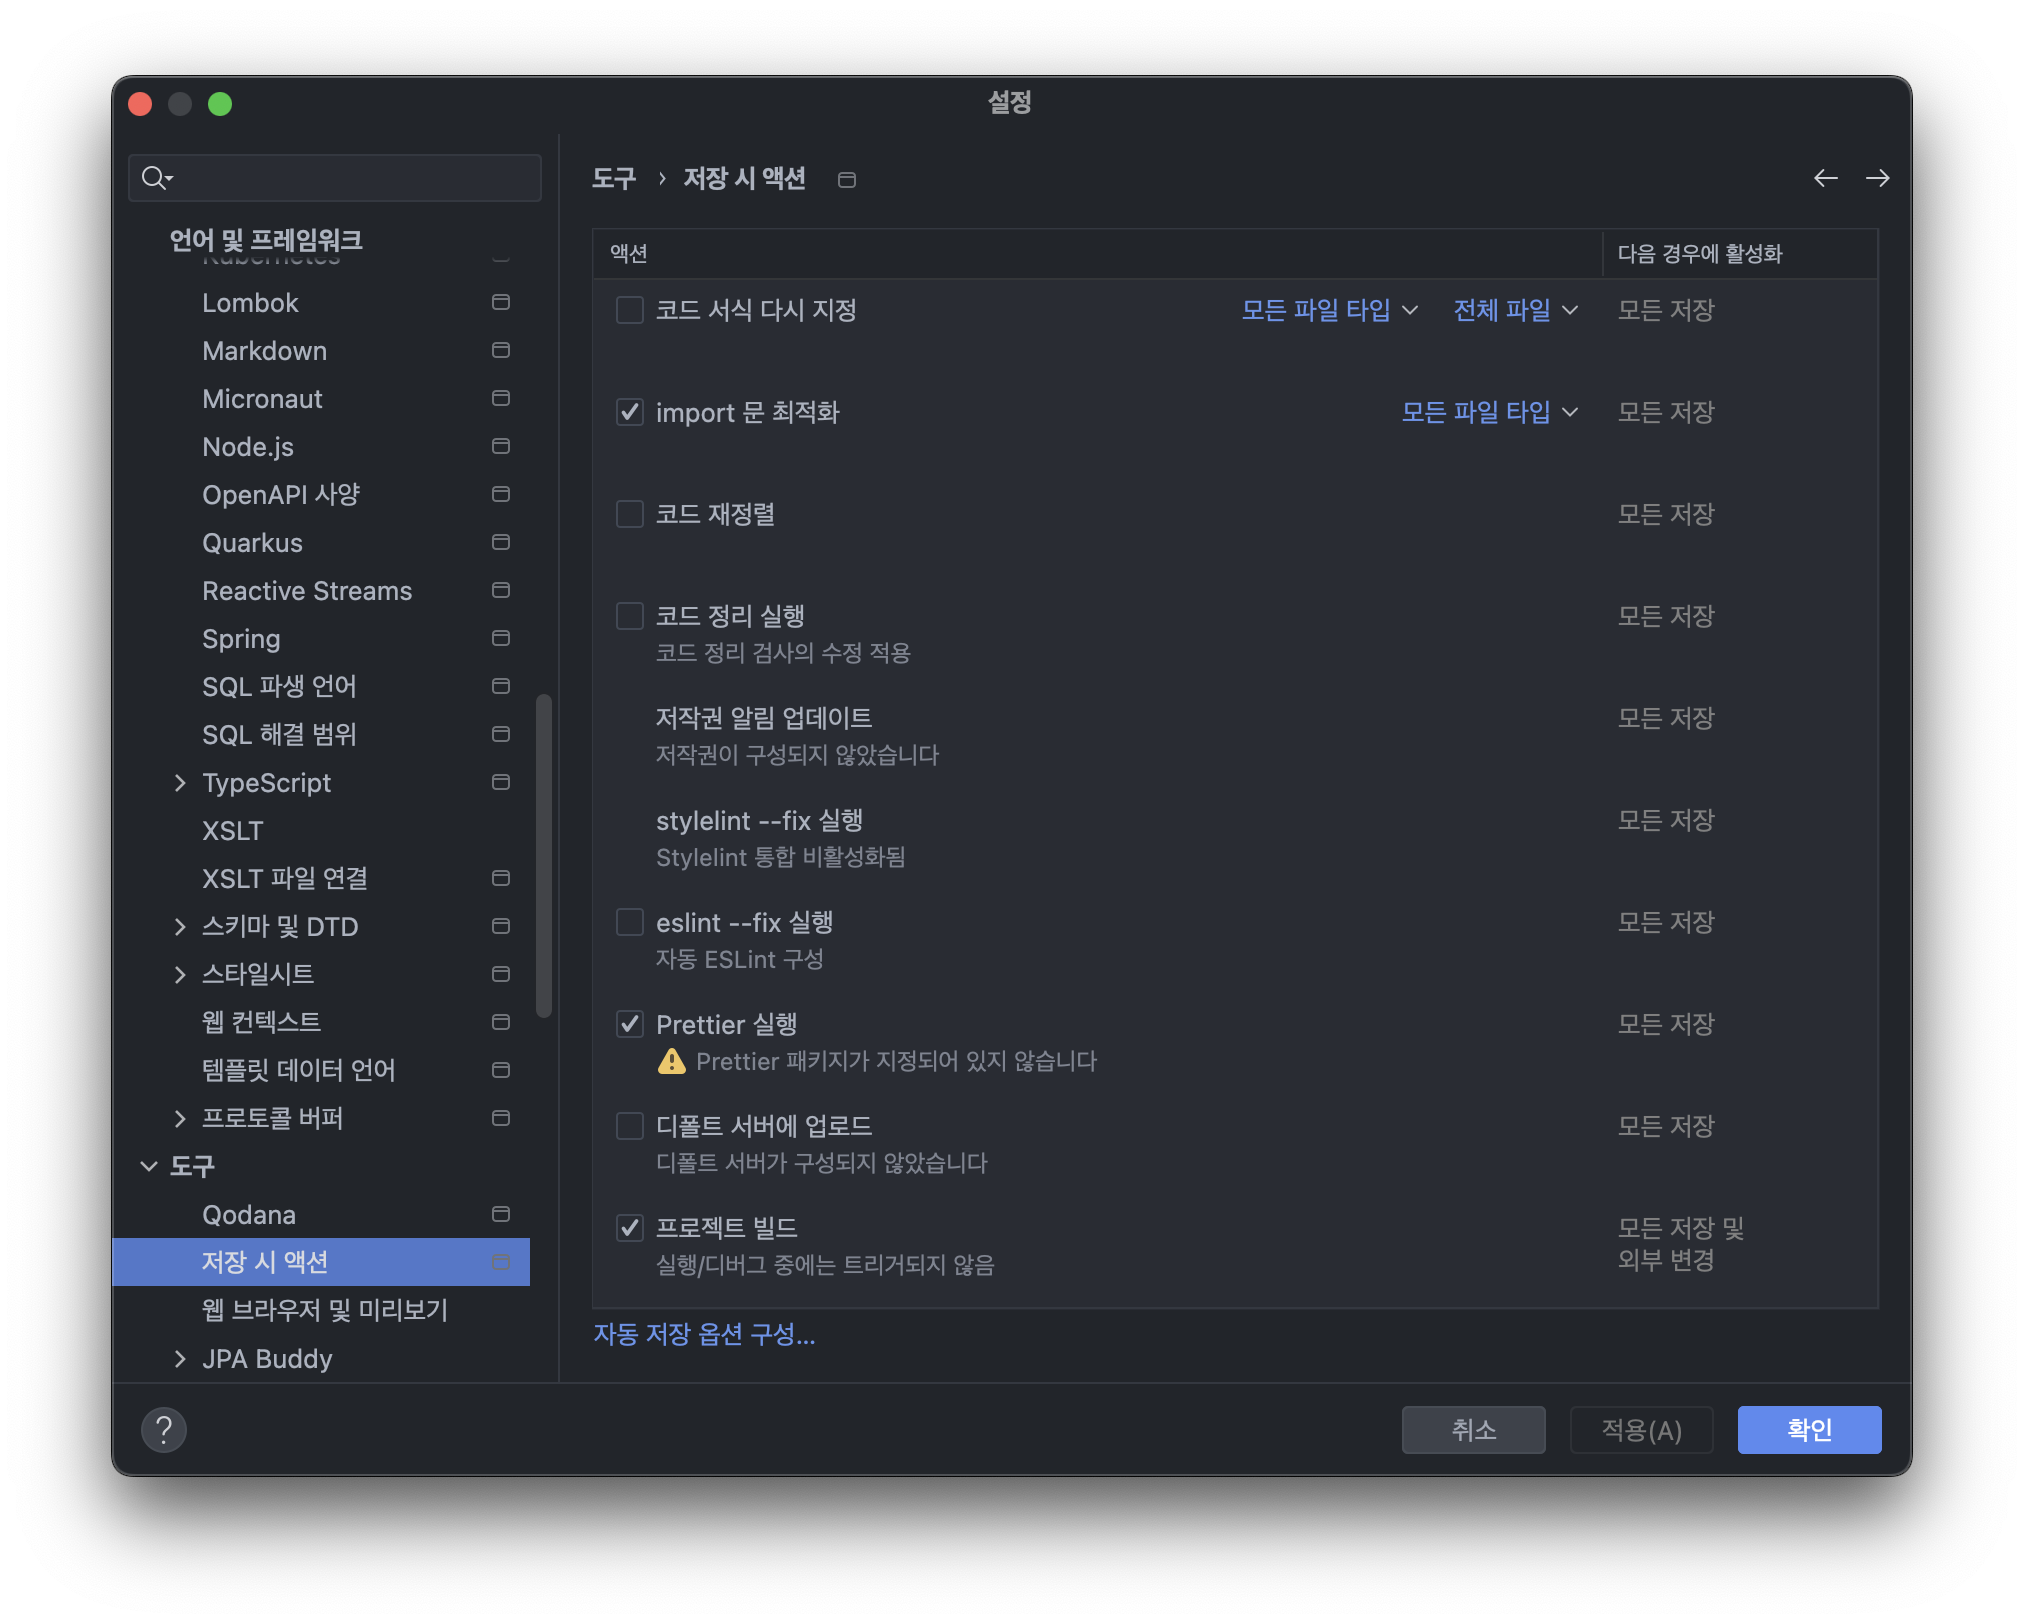 설정
언어 및 프레임워크
Kubernetes
Lombok
Markdown
Micronaut
Node.js
OpenAPI 사양
Quarkus
Reactive Streams
Spring
SQL 파생 언어
SQL 해결 범위
TypeScript
XSLT
XSLT 파일 연결
스키마 및 DTD
스타일시트
웹 컨텍스트
템플릿 데이터 언어
프로토콜 버퍼
도구
Qodana
저장 시 액션
웹 브라우저 및 미리보기
JPA Buddy
도구 › 저장 시 액션
액션 다음 경우에 활성화
코드 서식 다시 지정 모든 파일 타입 전체 파일 모든 저장
import 문 최적화 모든 파일 타입 모든 저장
코드 재정렬 모든 저장
코드 정리 실행 모든 저장
코드 정리 검사의 수정 적용
저작권 알림 업데이트 모든 저장
저작권이 구성되지 않았습니다
stylelint --fix 실행 모든 저장
Stylelint 통합 비활성화됨
eslint --fix 실행 모든 저장
자동 ESLint 구성
Prettier 실행 모든 저장
Prettier 패키지가 지정되어 있지 않습니다
디폴트 서버에 업로드 모든 저장
디폴트 서버가 구성되지 않았습니다
프로젝트 빌드 모든 저장 및
실행/디버그 중에는 트리거되지 않음 외부 변경
자동 저장 옵션 구성...
?
취소 적용(A) 확인